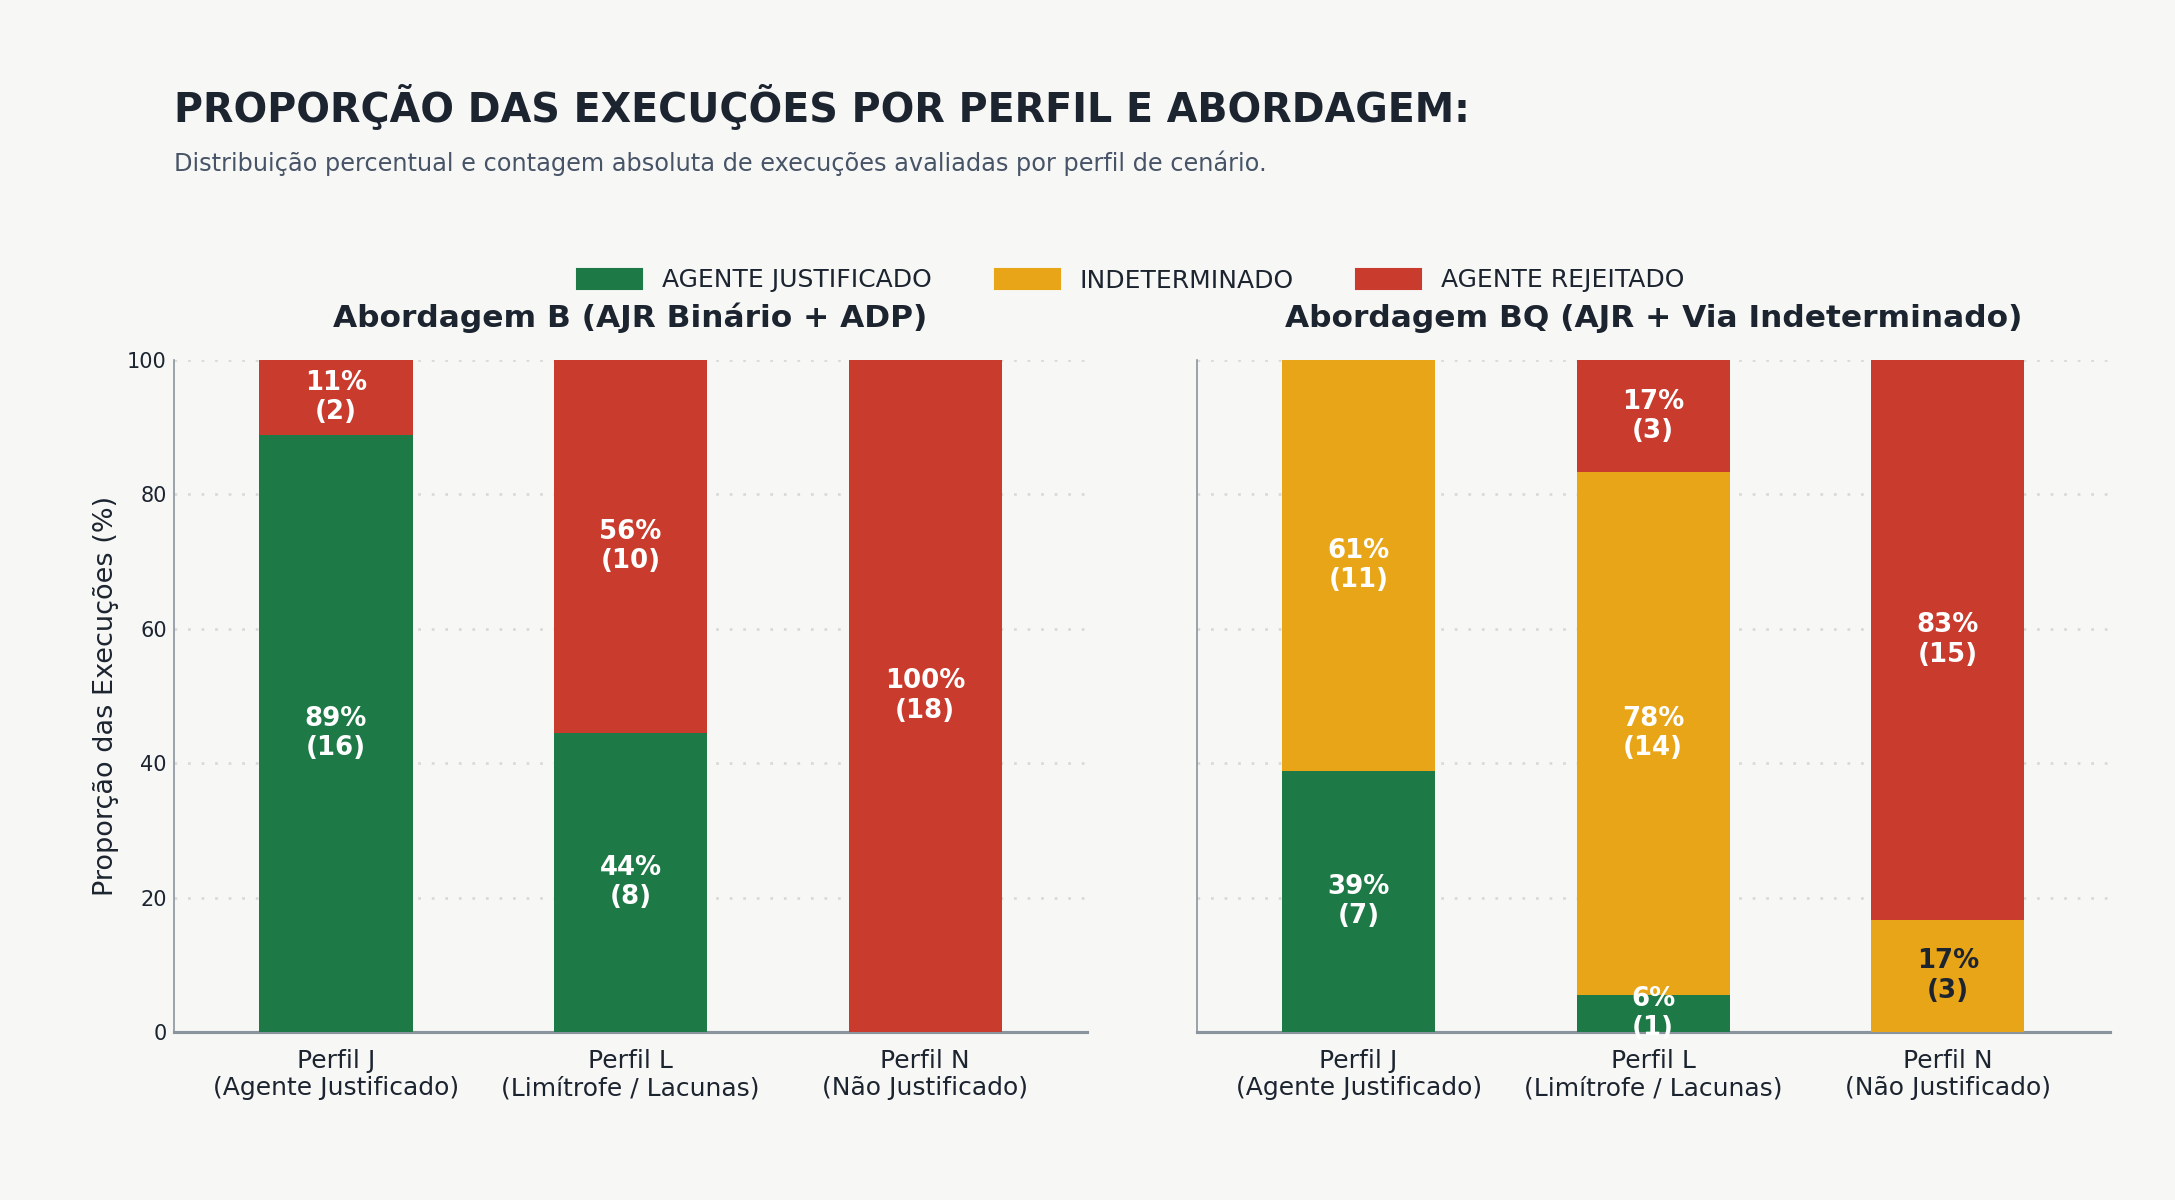 PROPORÇÃO DAS EXECUÇÕES POR PERFIL E ABORDAGEM:
Distribuição percentual e contagem absoluta de execuções avaliadas por perfil de cenário.
AGENTE JUSTIFICADO
INDETERMINADO
AGENTE REJEITADO
Abordagem B (AJR Binário + ADP)
Proporção das Execuções (%)
100
80
60
40
20
0
11%
(2)
89%
(16)
56%
(10)
44%
(8)
100%
(18)
Perfil J
(Agente Justificado)
Perfil L
(Limítrofe / Lacunas)
Perfil N
(Não Justificado)
Abordagem BQ (AJR + Via Indeterminado)
61%
(11)
39%
(7)
17%
(3)
78%
(14)
6%
(1)
83%
(15)
17%
(3)
Perfil J
(Agente Justificado)
Perfil L
(Limítrofe / Lacunas)
Perfil N
(Não Justificado)